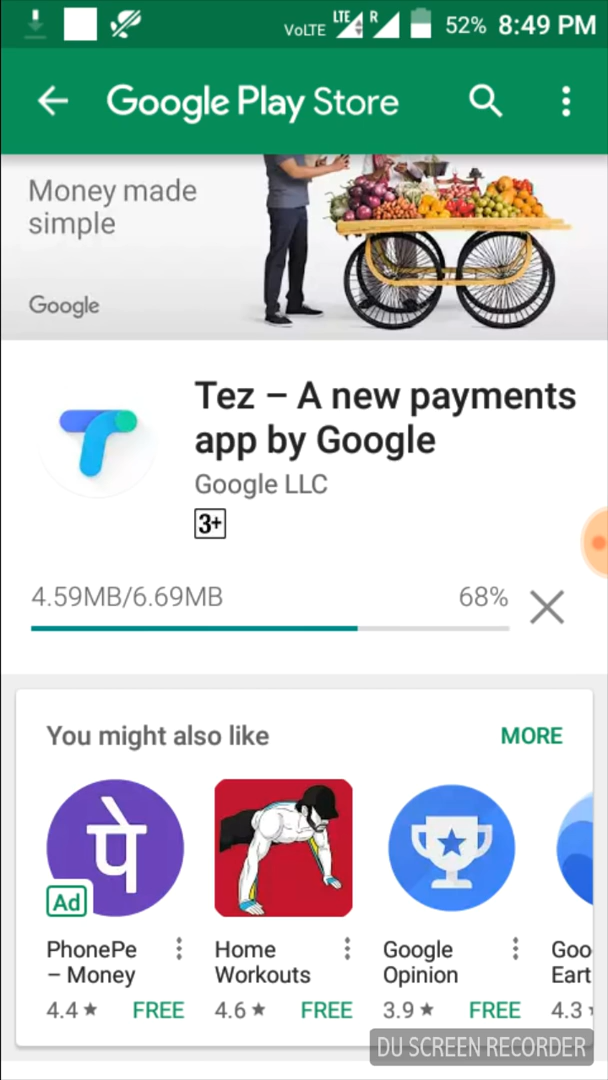 VoLTE LTE R 52% 8:49 PM
Google Play Store
Money made
simple
Google
Tez – A new payments
app by Google
Google LLC
3+
4.59MB/6.69MB 68%
You might also like MORE
पे
Ad
PhonePe Home Google Goo
– Money Workouts Opinion Eart
4.4 ★ FREE 4.6 ★ FREE 3.9 ★ FREE 4.3
DU SCREEN RECORDER